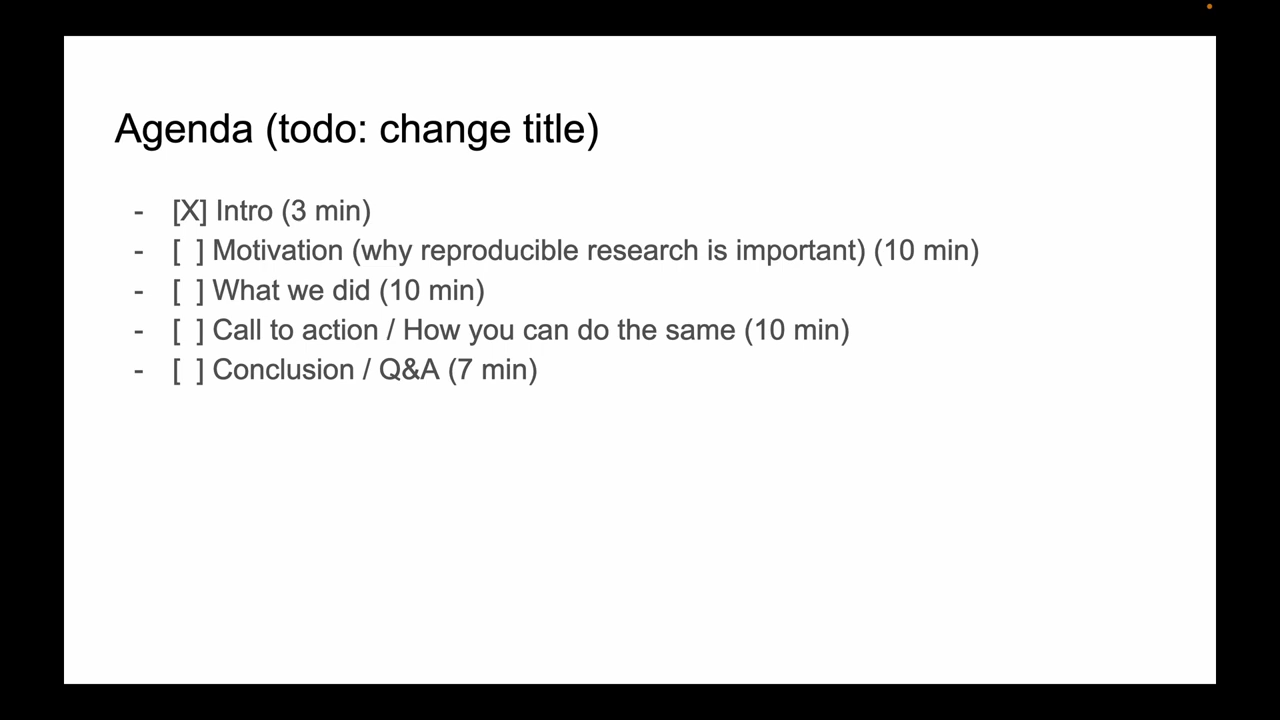 Agenda (todo: change title)
- [X] Intro (3 min)
- [ ] Motivation (why reproducible research is important) (10 min)
- [ ] What we did (10 min)
- [ ] Call to action / How you can do the same (10 min)
- [ ] Conclusion / Q&A (7 min)